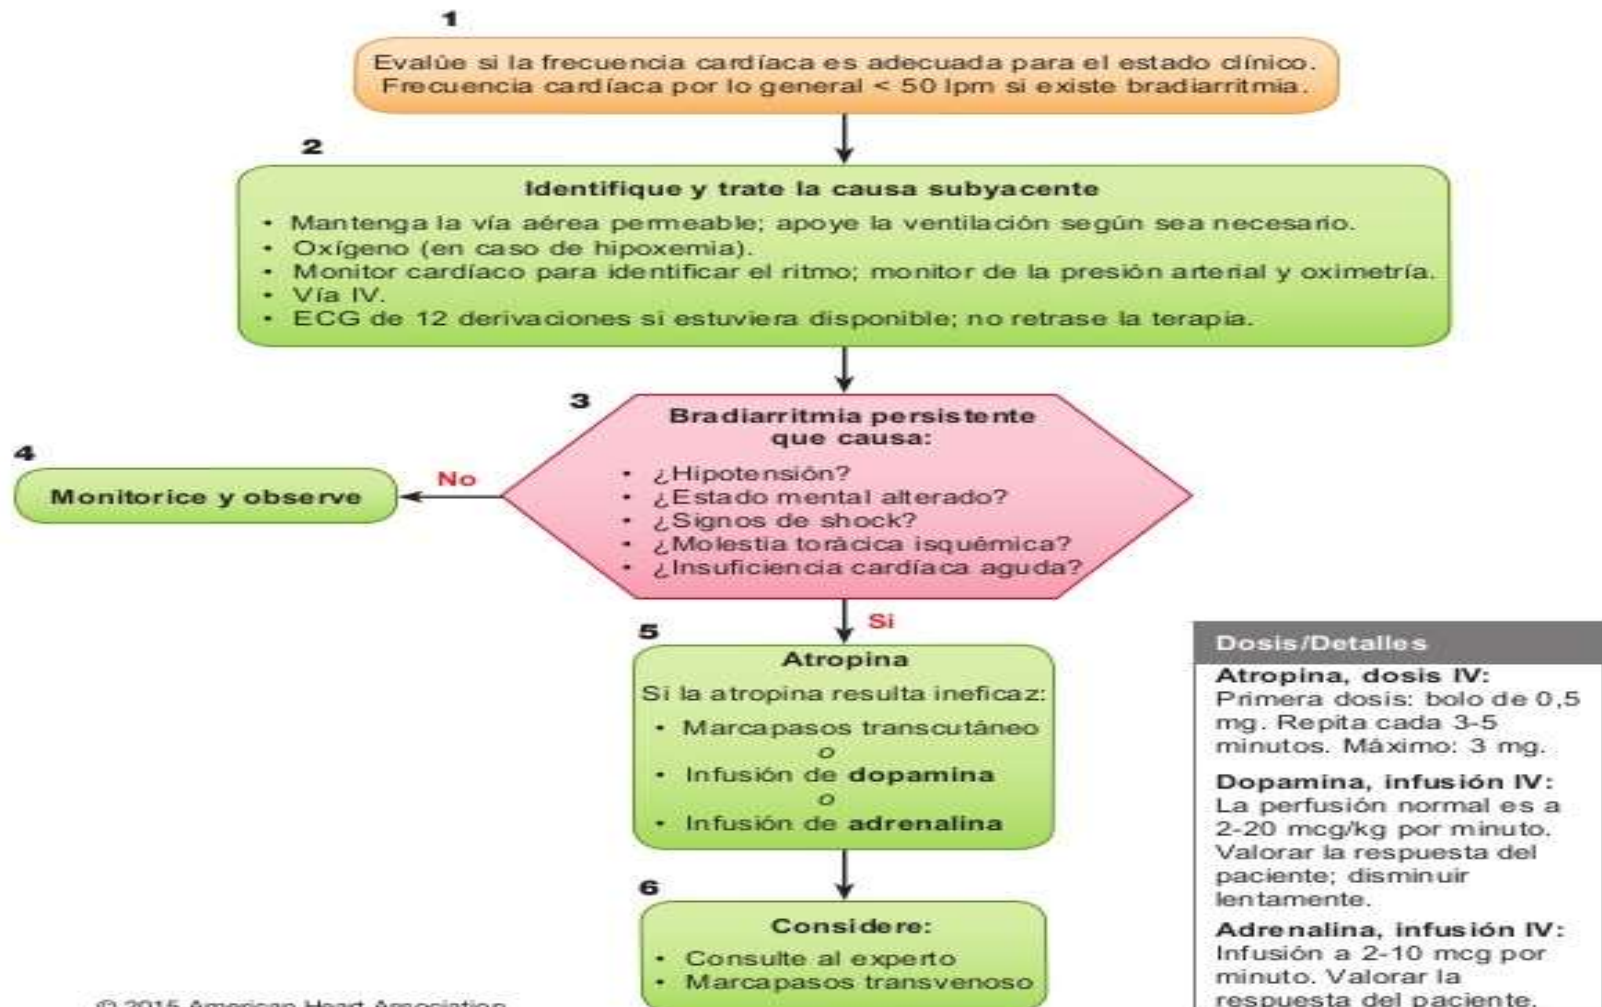 1
Evalúe si la frecuencia cardíaca es adecuada para el estado clínico.
Frecuencia cardíaca por lo general < 50 lpm si existe bradiarritmia.
2
Identifique y trate la causa subyacente
• Mantenga la vía aérea permeable; apoye la ventilación según sea necesario.
• Oxígeno (en caso de hipoxemia).
• Monitor cardíaco para identificar el ritmo; monitor de la presión arterial y oximetría.
• Vía IV.
• ECG de 12 derivaciones si estuviera disponible; no retrase la terapia.
3
Bradiarritmia persistente
que causa:
• ¿Hipotensión?
• ¿Estado mental alterado?
• ¿Signos de shock?
• ¿Molestia torácica isquémica?
• ¿Insuficiencia cardíaca aguda?
No
4
Monitorice y observe
Si
5
Atropina
Si la atropina resulta ineficaz:
• Marcapasos transcutáneo
o
• Infusión de dopamina
o
• Infusión de adrenalina
6
Considere:
• Consulte al experto
• Marcapasos transvenoso
Dosis/Detalles
Atropina, dosis IV:
Primera dosis: bolo de 0,5
mg. Repita cada 3-5
minutos. Máximo: 3 mg.
Dopamina, infusión IV:
La perfusión normal es a
2-20 mcg/kg por minuto.
Valorar la respuesta del
paciente; disminuir
lentamente.
Adrenalina, infusión IV:
Infusión a 2-10 mcg por
minuto. Valorar la
respuesta del paciente.
© 2015 American Heart Association